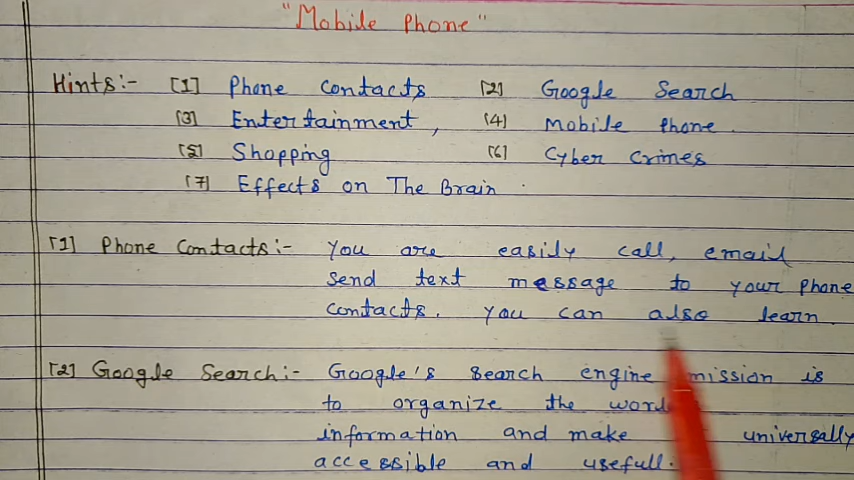 "Mobile Phone"
Hints:- [1] Phone Contacts [2] Google Search
[3] Entertainment, [4] Mobile Phone.
[5] Shopping [6] Cyber Crimes
[7] Effects on The Brain.
[1] Phone Contacts:- You are easily call, email
send text message to your Phone
Contacts. You can also learn.
[2] Google Search:- Google's search engine mission is
to organize the
information and make universally
accessible and usefull.